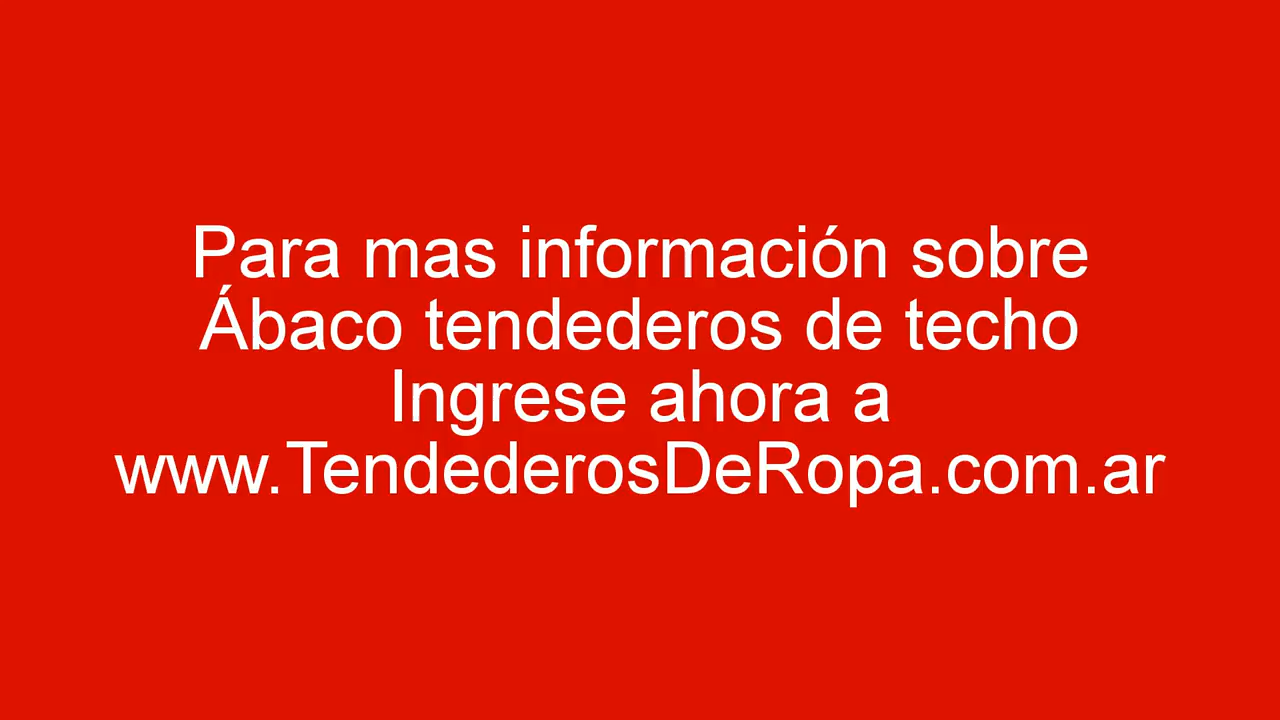 Para mas información sobre
Ábaco tendederos de techo
Ingrese ahora a
www.TendederosDeRopa.com.ar